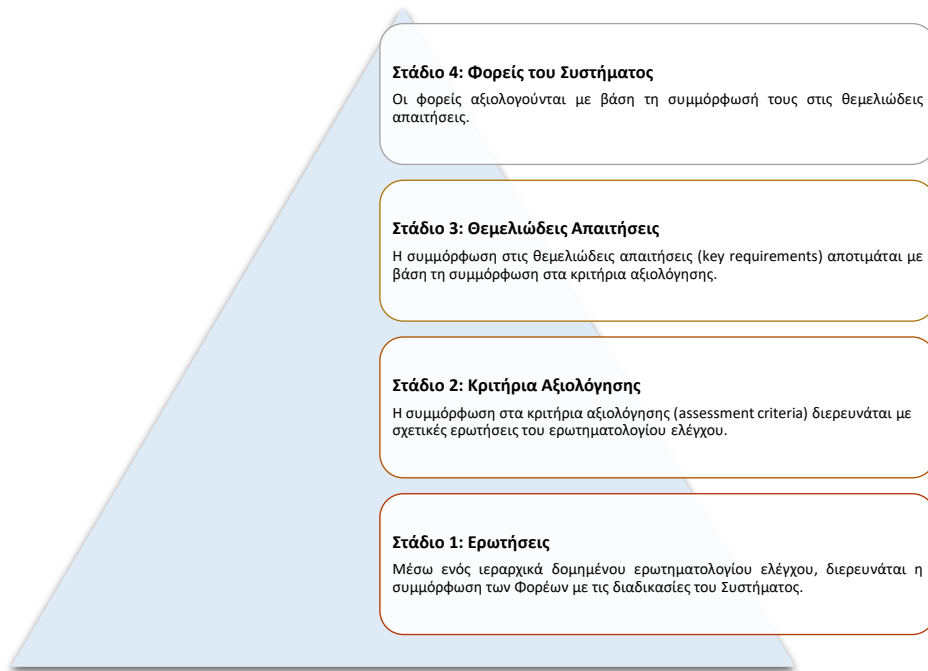 Στάδιο 4: Φορείς του Συστήματος
Οι φορείς αξιολογούνται με βάση τη συμμόρφωσή τους στις θεμελιώδεις
απαιτήσεις.
Στάδιο 3: Θεμελιώδεις Απαιτήσεις
Η συμμόρφωση στις θεμελιώδεις απαιτήσεις (key requirements) αποτιμάται με
βάση τη συμμόρφωση στα κριτήρια αξιολόγησης.
Στάδιο 2: Κριτήρια Αξιολόγησης
Η συμμόρφωση στα κριτήρια αξιολόγησης (assessment criteria) διερευνάται με
σχετικές ερωτήσεις του ερωτηματολογίου ελέγχου.
Στάδιο 1: Ερωτήσεις
Μέσω ενός ιεραρχικά δομημένου ερωτηματολογίου ελέγχου, διερευνάται η
συμμόρφωση των Φορέων με τις διαδικασίες του Συστήματος.